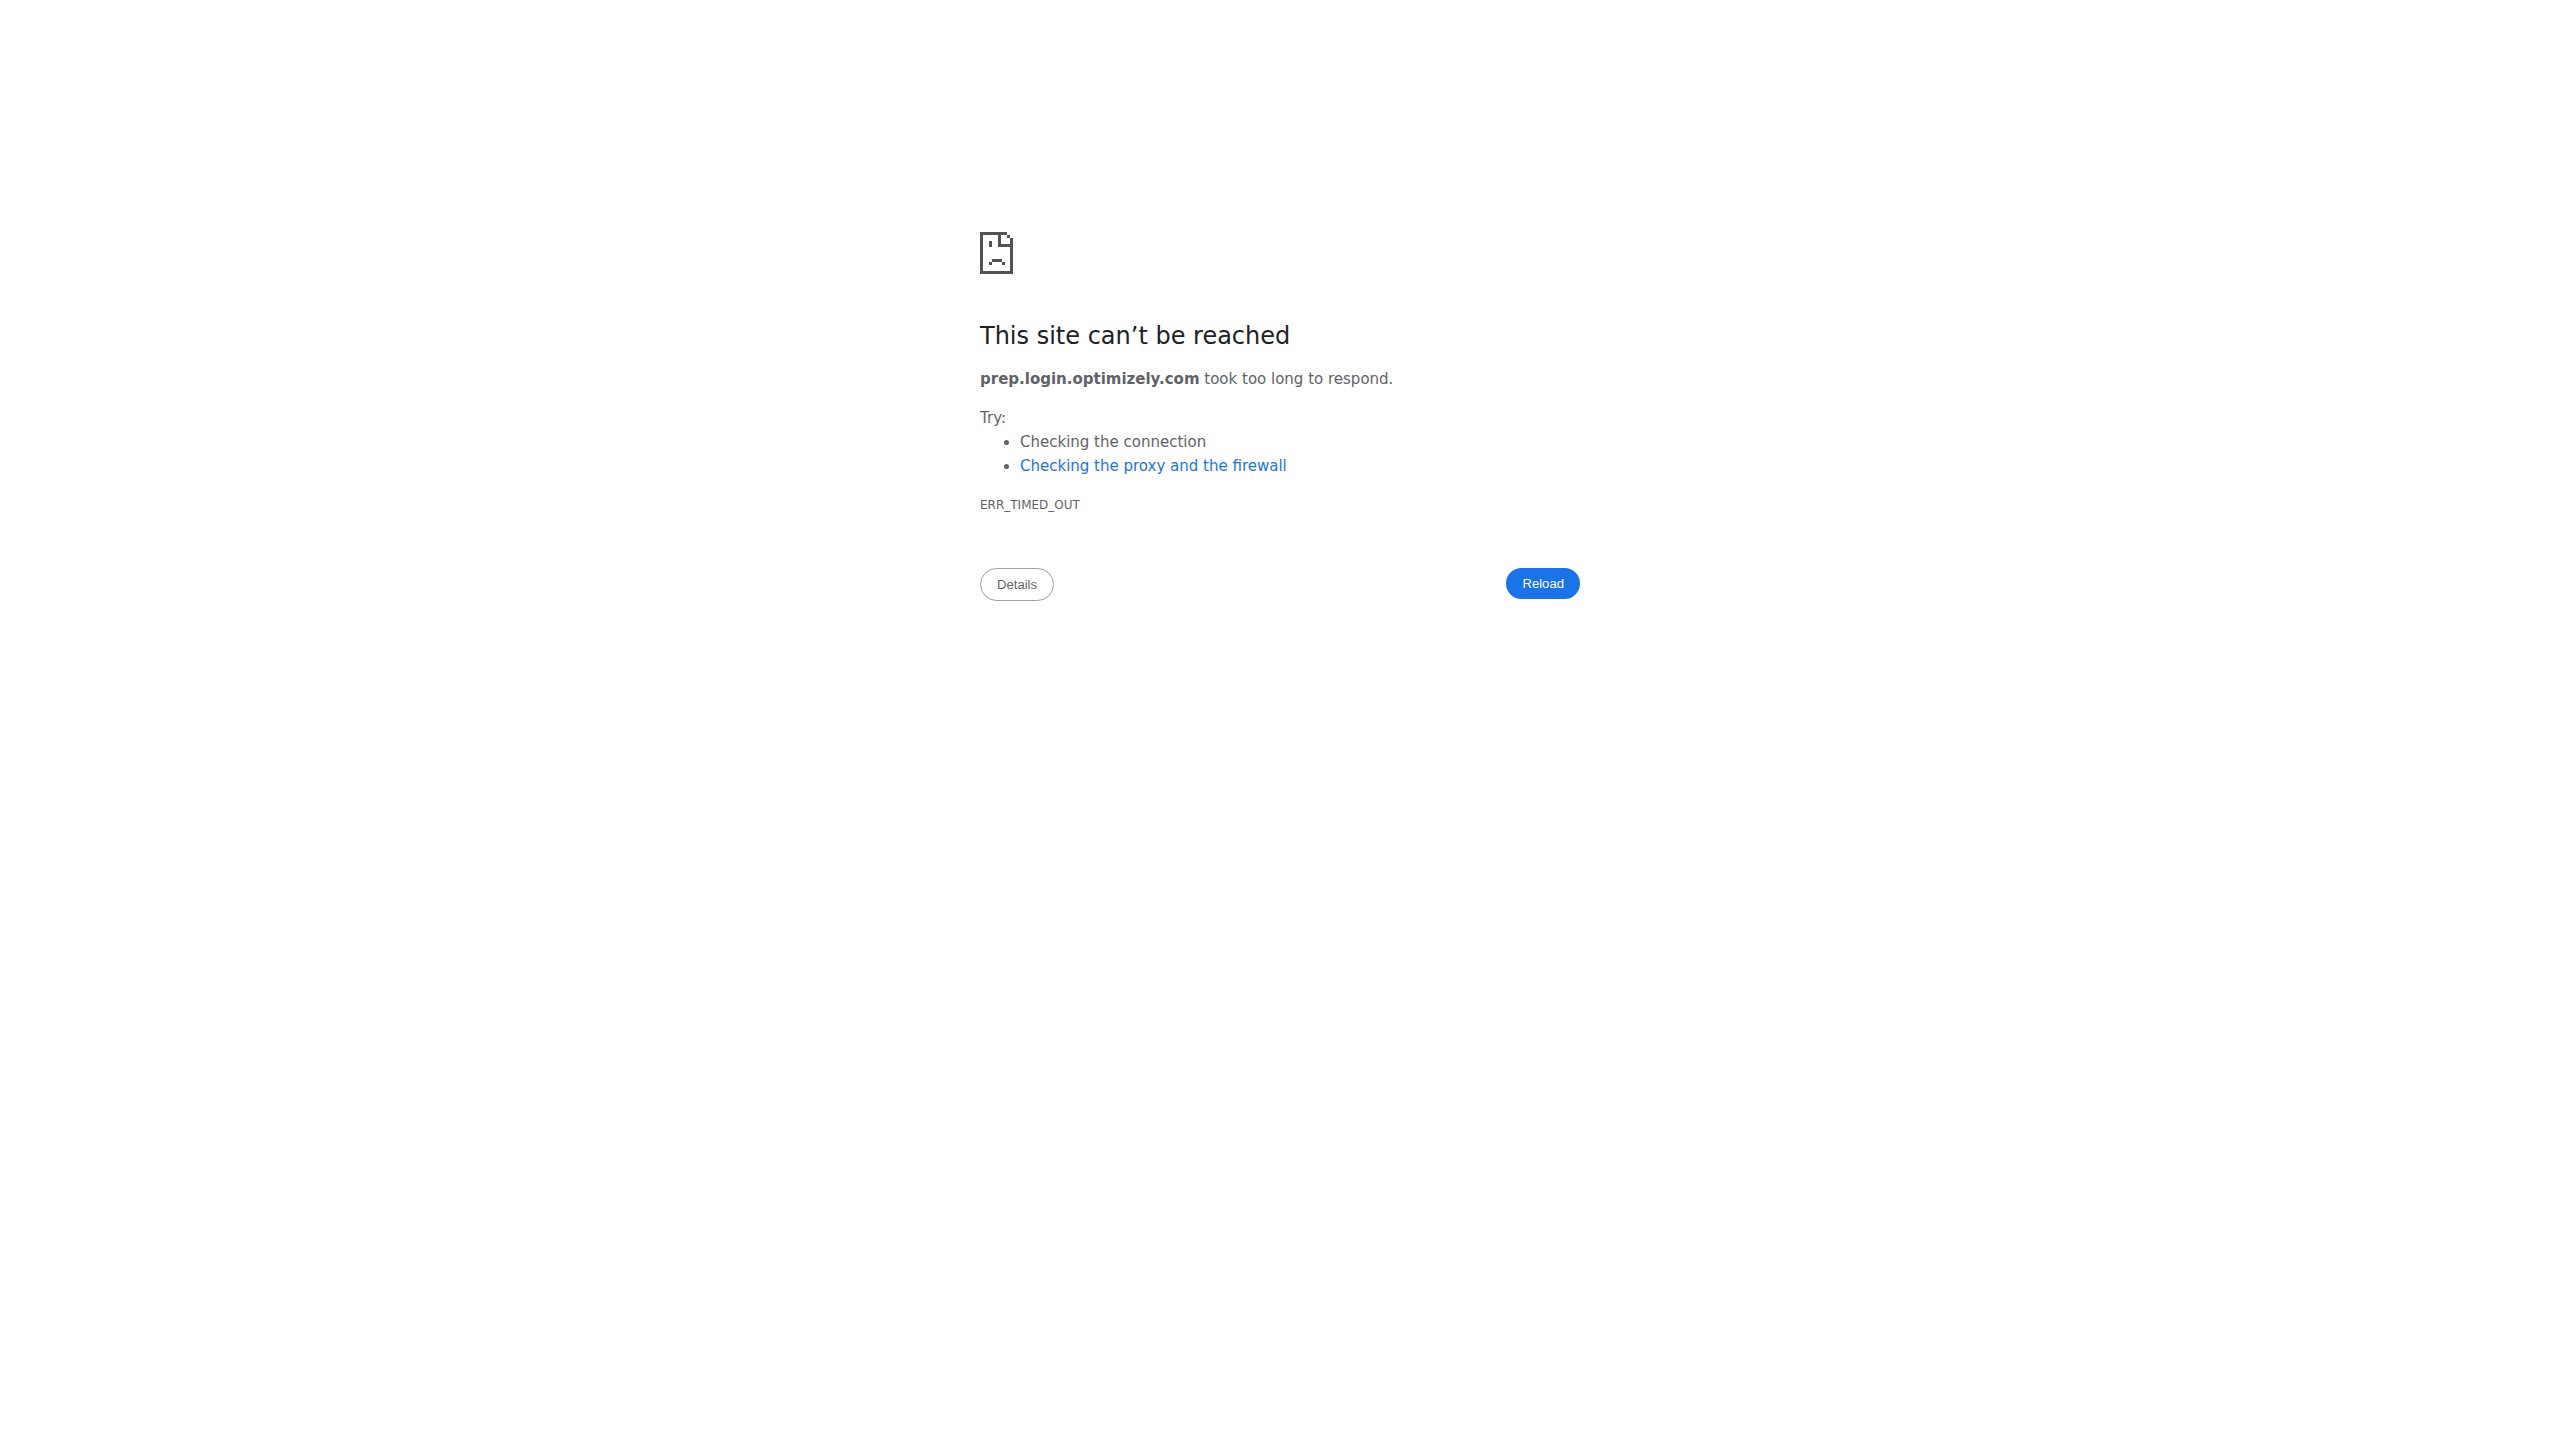 This site can’t be reached
prep.login.optimizely.com took too long to respond.
Try:
Checking the connection
Checking the proxy and the firewall
ERR_TIMED_OUT
Details
Reload